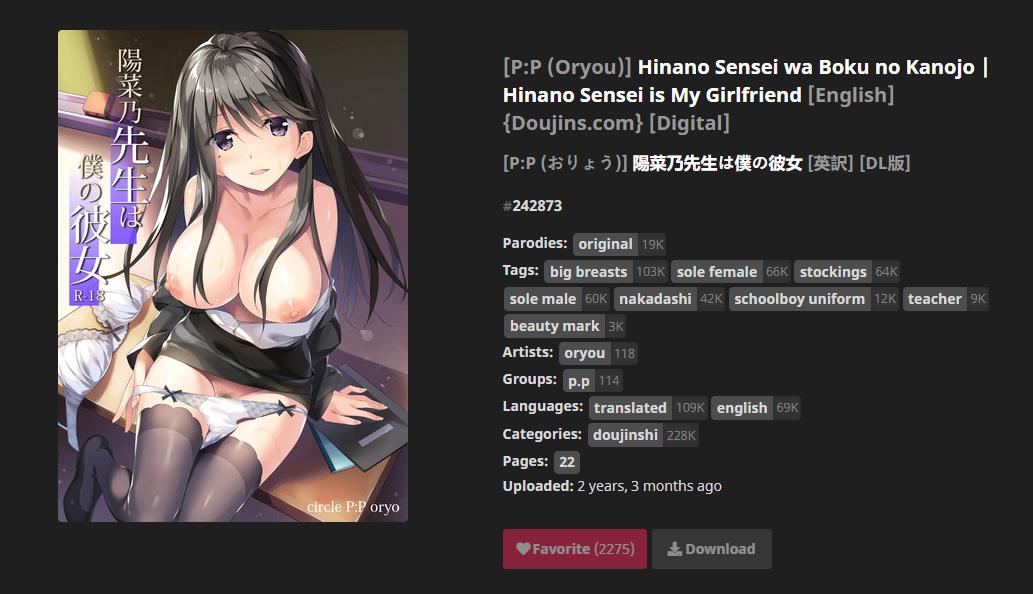 陽菜乃先生は
僕の彼女
R-18
circle P:P oryo
[P:P (Oryou)] Hinano Sensei wa Boku no Kanojo |
Hinano Sensei is My Girlfriend [English]
{Doujins.com} [Digital]
[P:P (おりょう)] 陽菜乃先生は僕の彼女 [英訳] [DL版]
#242873
Parodies: original 19K
Tags: big breasts 103K sole female 66K stockings 64K
sole male 60K nakadashi 42K schoolboy uniform 12K teacher 9K
beauty mark 3K
Artists: oryou 118
Groups: p.p 114
Languages: translated 109K english 69K
Categories: doujinshi 228K
Pages: 22
Uploaded: 2 years, 3 months ago
Favorite (2275) Download